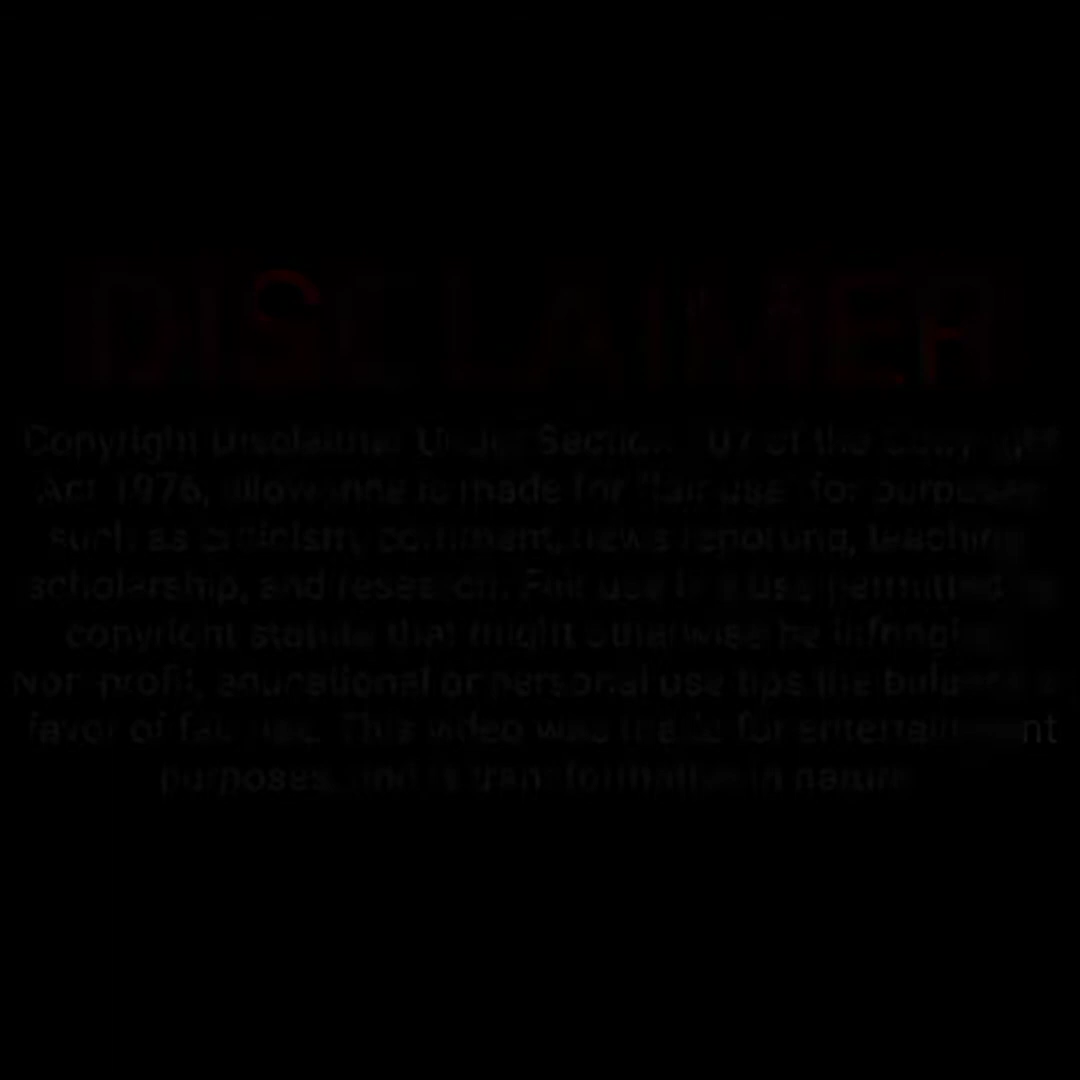 DISCLAIMER
Copyright Disclaimer Under Section 107 of the Copyright
Act 1976, allowance is made for "fair use" for purposes
such as criticism, comment, news reporting, teaching
scholarship, and research. Fair use is a use permitted
copyright statute that might otherwise be infringing.
Non-profit, educational or personal use tips the balance
favor of fair use. This video was made for entertainment
purposes, and is transformative in nature